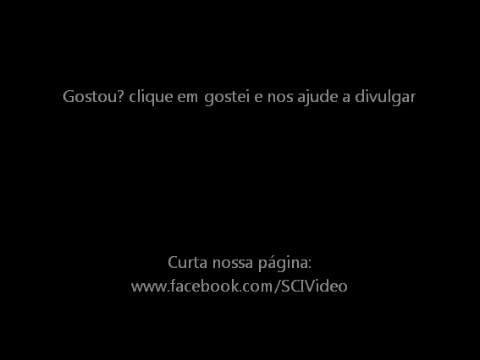 Gostou? clique em gostei e nos ajude a divulgar
Curta nossa página:
www.facebook.com/SCIVideo